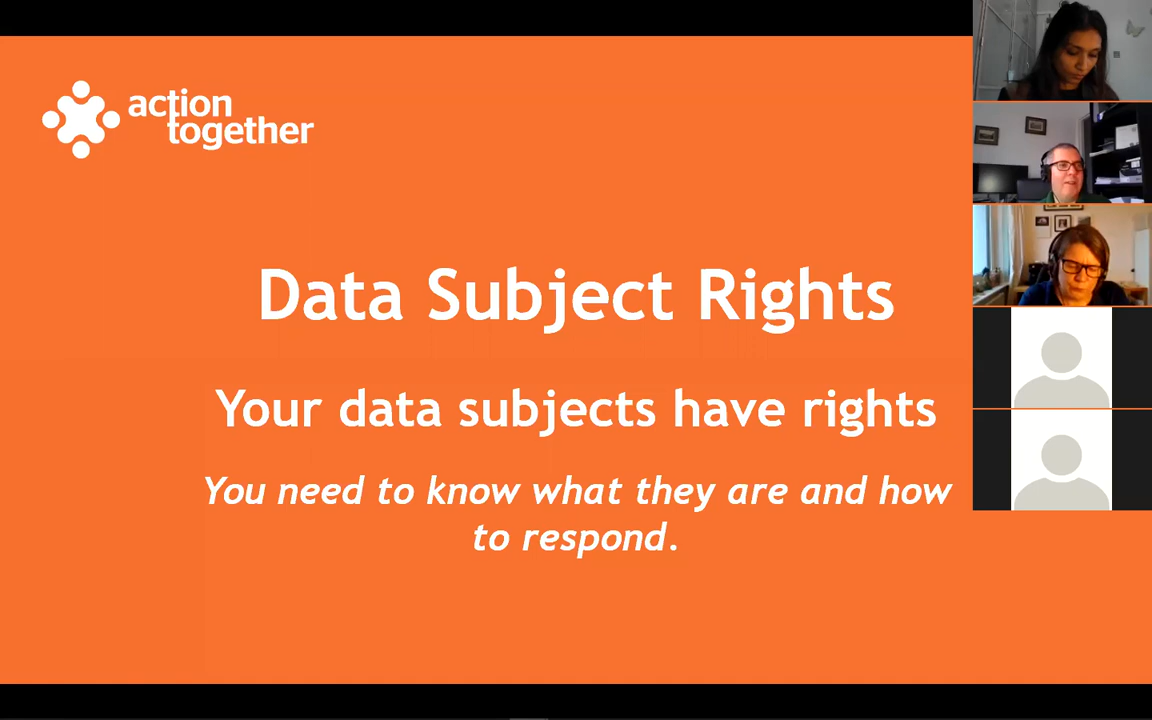 action
together
Data Subject Rights
Your data subjects have rights
You need to know what they are and how
to respond.